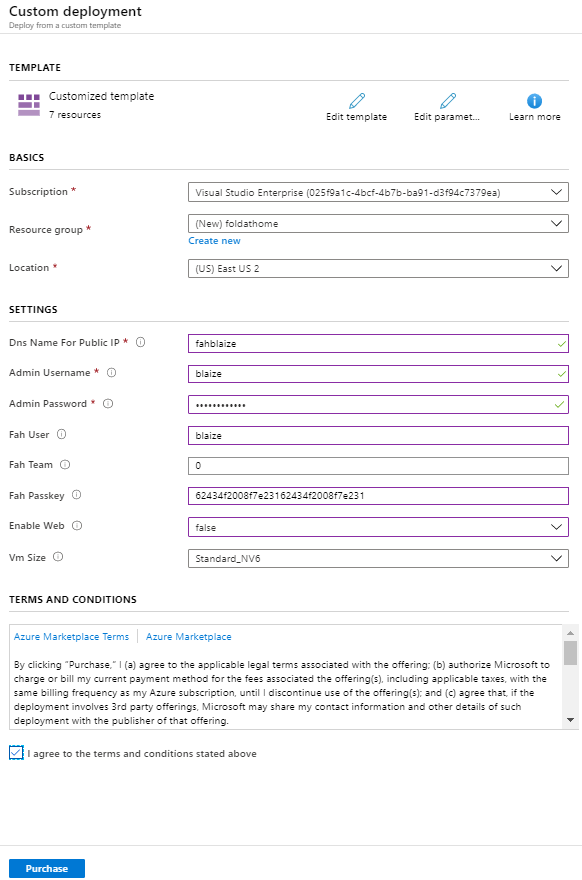 Custom deployment
Deploy from a custom template
TEMPLATE
Customized template
7 resources
Edit template
Edit paramet...
Learn more
BASICS
Subscription *
Visual Studio Enterprise (025f9a1c-4bcf-4b7b-ba91-d3f94c7379ea)
Resource group *
(New) foldathome
Create new
Location *
(US) East US 2
SETTINGS
Dns Name For Public IP *
fahblaize
Admin Username *
blaize
Admin Password *
••••••••••••
Fah User
blaize
Fah Team
0
Fah Passkey
62434f2008f7e23162434f2008f7e231
Enable Web
false
Vm Size
Standard_NV6
TERMS AND CONDITIONS
Azure Marketplace Terms | Azure Marketplace
By clicking "Purchase," I (a) agree to the applicable legal terms associated with the offering; (b) authorize Microsoft to
charge or bill my current payment method for the fees associated the offering(s), including applicable taxes, with the
same billing frequency as my Azure subscription, until I discontinue use of the offering(s); and (c) agree that, if the
deployment involves 3rd party offerings, Microsoft may share my contact information and other details of such
deployment with the publisher of that offering.
I agree to the terms and conditions stated above
Purchase